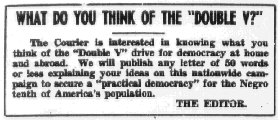 WHAT DO YOU THINK OF THE "DOUBLE V?"
The Courier is interested in knowing what you
think of the "Double V" drive for democracy at home
and abroad. We will publish any letter of 50 words
or less explaining your ideas on this nationwide cam-
paign to secure a "practical democracy" for the Negro
tenth of America's population.
THE EDITOR.